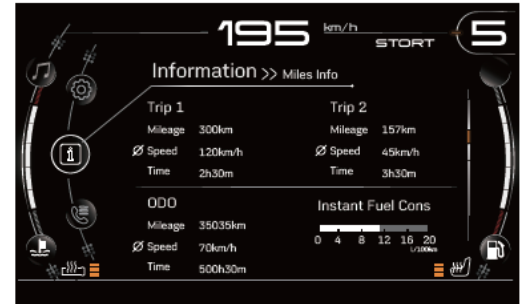 195 km/h
STORT
5
Information >> Miles Info
Trip 1
Mileage 300km
Ø Speed 120km/h
Time 2h30m
Trip 2
Mileage 157km
Ø Speed 45km/h
Time 3h30m
ODO
Mileage 35035km
Ø Speed 70km/h
Time 500h30m
Instant Fuel Cons
0 4 8 12 16 20
L/100km